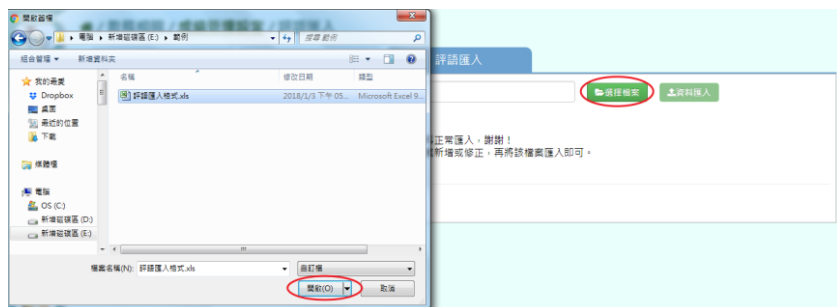 開啟舊檔
電腦 ▸ 新增磁碟區 (E:) ▸ 範例
搜尋 範例
組合管理 ▾ 新增資料夾
我的最愛
Dropbox
桌面
最近的位置
下載
媒體櫃
電腦
OS (C:)
新增磁碟區 (D:)
新增磁碟區 (E:)
名稱 修改日期 類型
評語匯入格式.xls 2018/1/3 下午 05... Microsoft Excel 9...
檔案名稱(N): 評語匯入格式.xls
自訂檔
開啟(O) 取消
評語匯入
選擇檔案 資料匯入
正常匯入，謝謝！
新增或修正，再將該檔案匯入即可。